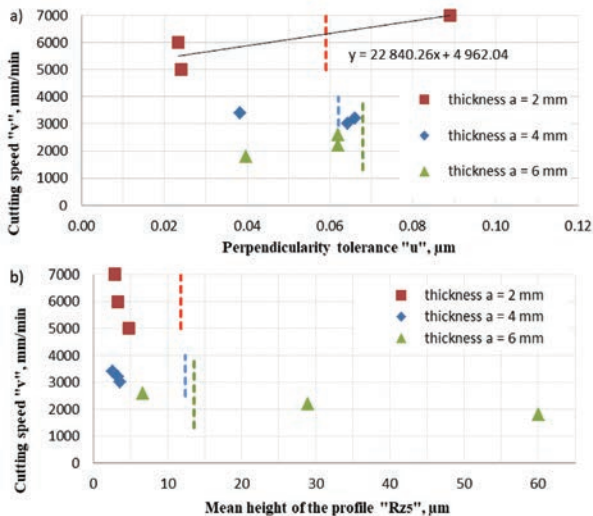 a)
Cutting speed "v", mm/min
7000
6000
5000
4000
3000
2000
1000
0
y = 22 840.26x + 4 962.04
thickness a = 2 mm
thickness a = 4 mm
thickness a = 6 mm
0.00 0.02 0.04 0.06 0.08 0.10 0.12
Perpendicularity tolerance "u", µm
b)
Cutting speed "v", mm/min
7000
6000
5000
4000
3000
2000
1000
0
thickness a = 2 mm
thickness a = 4 mm
thickness a = 6 mm
0 10 20 30 40 50 60
Mean height of the profile "Rz5", µm